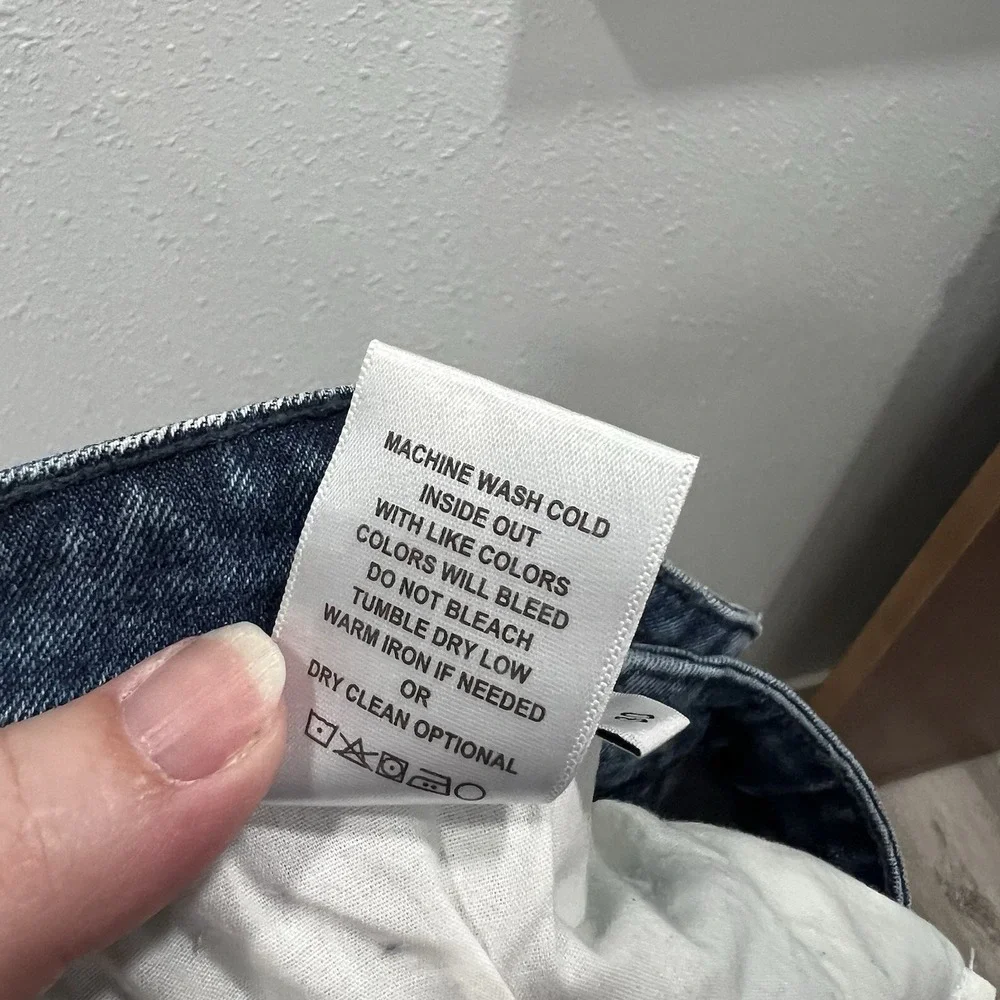 MACHINE WASH COLD
INSIDE OUT
WITH LIKE COLORS
COLORS WILL BLEED
DO NOT BLEACH
TUMBLE DRY LOW
WARM IRON IF NEEDED
OR
DRY CLEAN OPTIONAL
S